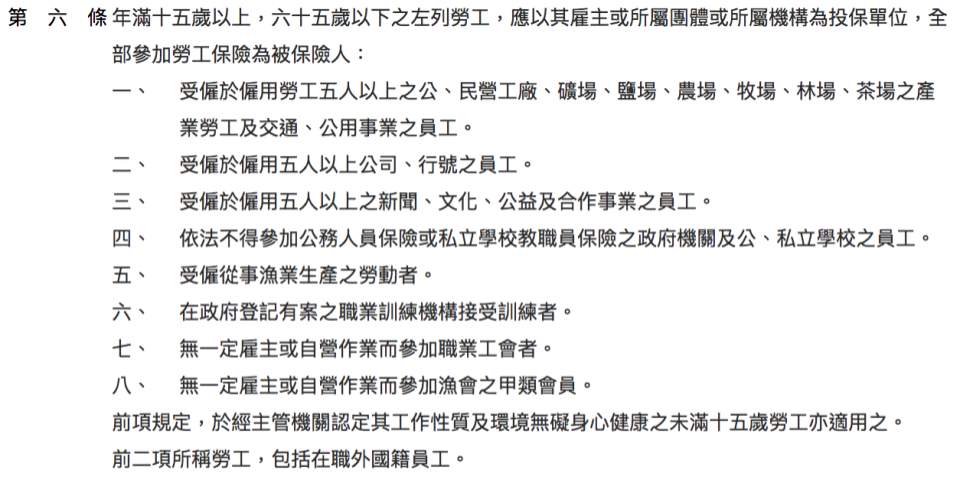 第 六 條 年滿十五歲以上，六十五歲以下之左列勞工，應以其雇主或所屬團體或所屬機構為投保單位，全
部參加勞工保險為被保險人：
一、 受僱於僱用勞工五人以上之公、民營工廠、礦場、鹽場、農場、牧場、林場、茶場之產
業勞工及交通、公用事業之員工。
二、 受僱於僱用五人以上公司、行號之員工。
三、 受僱於僱用五人以上之新聞、文化、公益及合作事業之員工。
四、 依法不得參加公務人員保險或私立學校教職員保險之政府機關及公、私立學校之員工。
五、 受僱從事漁業生產之勞動者。
六、 在政府登記有案之職業訓練機構接受訓練者。
七、 無一定雇主或自營作業而參加職業工會者。
八、 無一定雇主或自營作業而參加漁會之甲類會員。
前項規定，於經主管機關認定其工作性質及環境無礙身心健康之未滿十五歲勞工亦適用之。
前二項所稱勞工，包括在職外國籍員工。